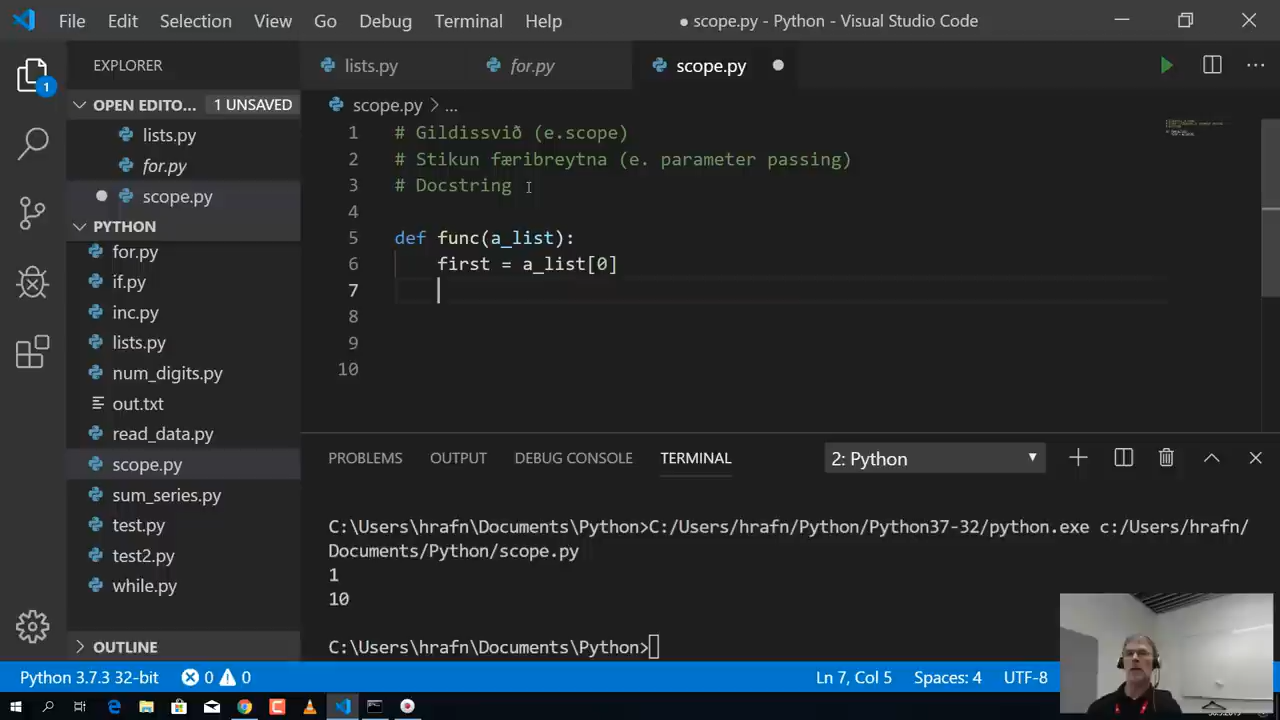 File Edit Selection View Go Debug Terminal Help ● scope.py - Python - Visual Studio Code
EXPLORER
lists.py for.py scope.py
OPEN EDITO... 1 UNSAVED
lists.py
for.py
scope.py
PYTHON
for.py
if.py
inc.py
lists.py
num_digits.py
out.txt
read_data.py
scope.py
sum_series.py
test.py
test2.py
while.py
OUTLINE
1
scope.py > ...
1 # Gildissvið (e.scope)
2 # Stikun færibreytna (e. parameter passing)
3 # Docstring
4
5 def func(a_list):
6 first = a_list[0]
7
8
9
10
PROBLEMS OUTPUT DEBUG CONSOLE TERMINAL 2: Python
C:\Users\hrafn\Documents\Python>C:/Users/hrafn/Python/Python37-32/python.exe c:/Users/hrafn/
Documents/Python/scope.py
1
10
C:\Users\hrafn\Documents\Python>
Python 3.7.3 32-bit 0 0 Ln 7, Col 5 Spaces: 4 UTF-8